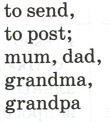 to send,
to post;
mum, dad,
grandma,
grandpa